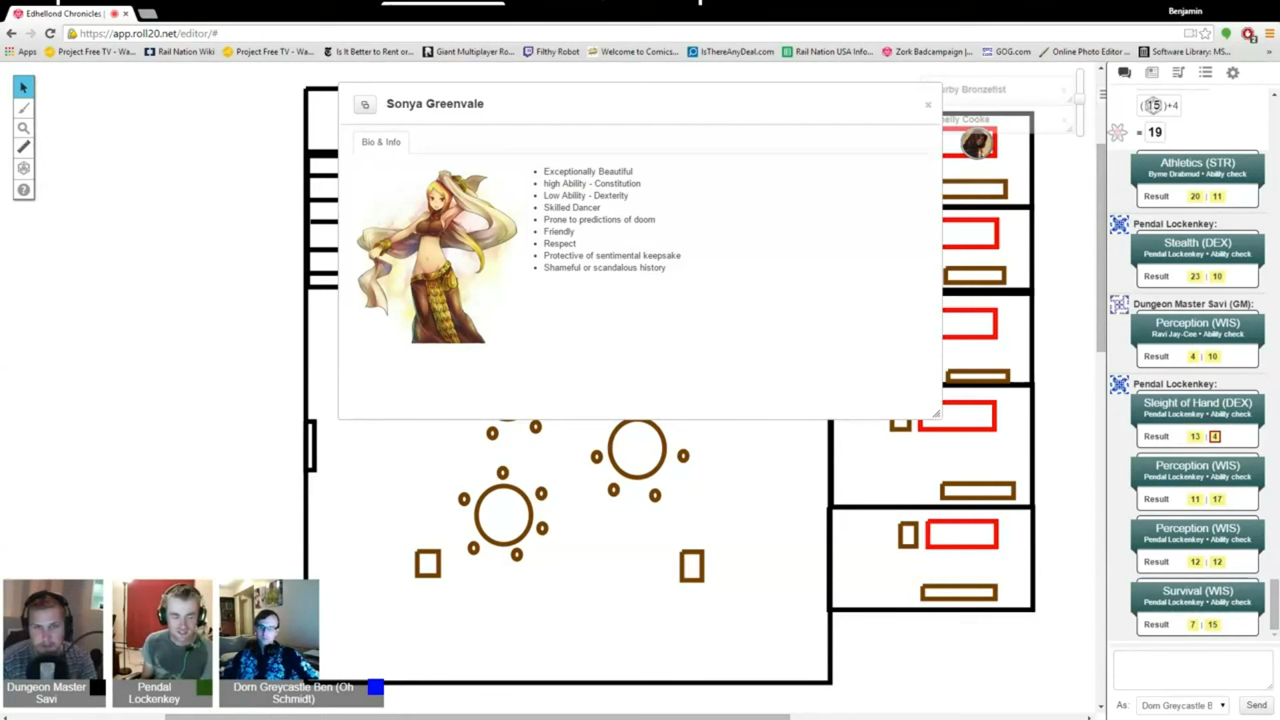 Benjamin
Edhellond Chronicles |
https://app.roll20.net/editor/#
Apps
Project Free TV - Wa...
Rail Nation Wiki
Project Free TV - Wa...
Is It Better to Rent or...
Giant Multiplayer Ro...
Filthy Robot
Welcome to Comics...
IsThereAnyDeal.com
Rail Nation USA Info...
Zork Badcampaign |...
GOG.com
Online Photo Editor ...
Software Library: MS...
»
Sonya Greenvale
Bio & Info
Exceptionally Beautiful
high Ability - Constitution
Low Ability - Dexterity
Skilled Dancer
Prone to predictions of doom
Friendly
Respect
Protective of sentimental keepsake
Shameful or scandalous history
rby Bronzefist
elly Cooke
(15)+4
= 19
Athletics (STR)
Byrne Drabmud • Ability check
Result 20 | 11
Pendal Lockenkey:
Stealth (DEX)
Pendal Lockenkey • Ability check
Result 23 | 10
Dungeon Master Savi (GM):
Perception (WIS)
Ravi Jay-Cee • Ability check
Result 4 | 10
Pendal Lockenkey:
Sleight of Hand (DEX)
Pendal Lockenkey • Ability check
Result 13 | 4
Perception (WIS)
Pendal Lockenkey • Ability check
Result 11 | 17
Perception (WIS)
Pendal Lockenkey • Ability check
Result 12 | 12
Survival (WIS)
Pendal Lockenkey • Ability check
Result 7 | 15
As: Dorn Greycastle B
Send
Dungeon Master
Savi
Pendal
Lockenkey
Dorn Greycastle Ben (Oh
Schmidt)